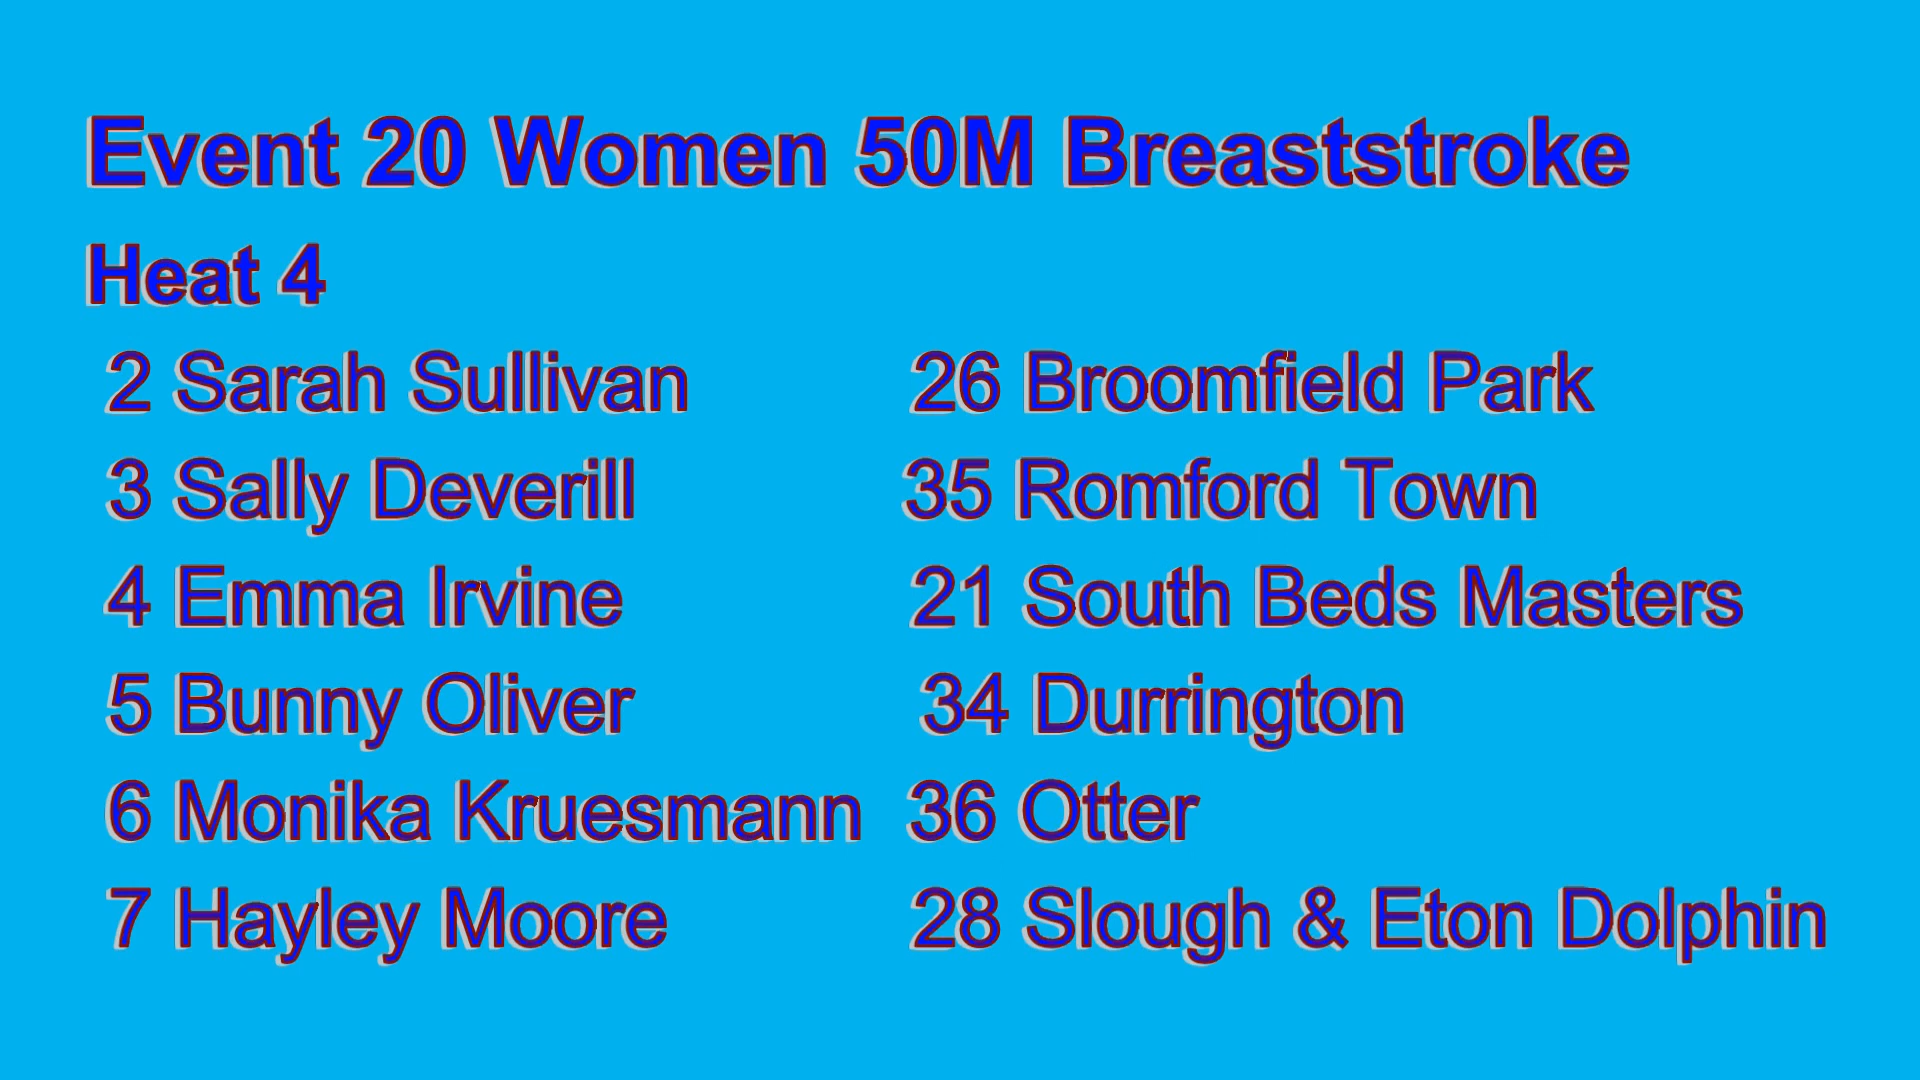 Event 20 Women 50M Breaststroke
Heat 4
2 Sarah Sullivan 26 Broomfield Park
3 Sally Deverill 35 Romford Town
4 Emma Irvine 21 South Beds Masters
5 Bunny Oliver 34 Durrington
6 Monika Kruesmann 36 Otter
7 Hayley Moore 28 Slough & Eton Dolphin